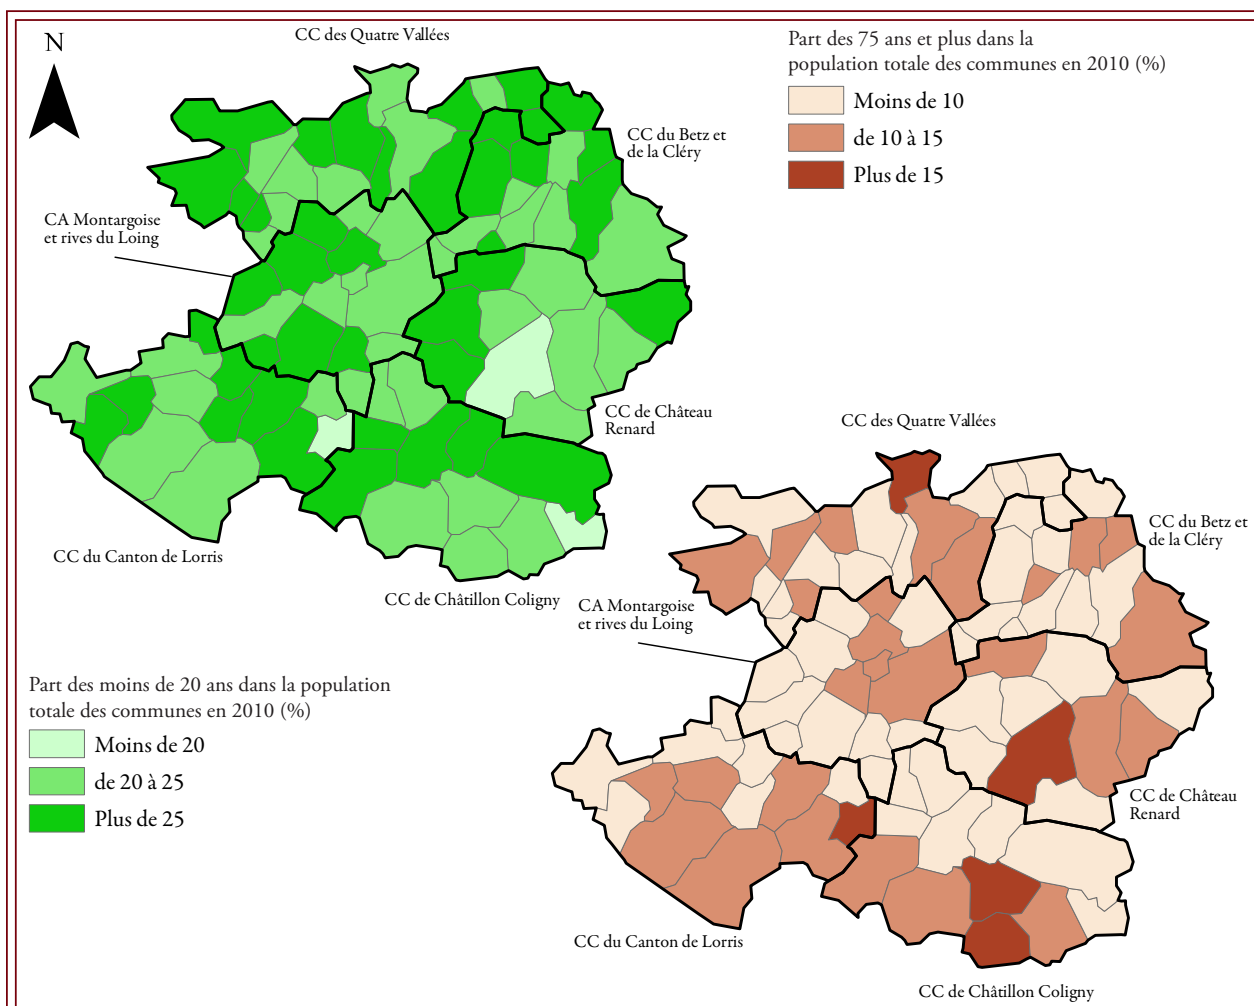 N
CC des Quatre Vallées
CC du Betz et
de la Cléry
CA Montargoise
et rives du Loing
CC de Château
Renard
CC du Canton de Lorris
CC de Châtillon Coligny
Part des moins de 20 ans dans la population
totale des communes en 2010 (%)
Moins de 20
de 20 à 25
Plus de 25
Part des 75 ans et plus dans la
population totale des communes en 2010 (%)
Moins de 10
de 10 à 15
Plus de 15
CC des Quatre Vallées
CC du Betz et
de la Cléry
CA Montargoise
et rives du Loing
CC de Château
Renard
CC du Canton de Lorris
CC de Châtillon Coligny